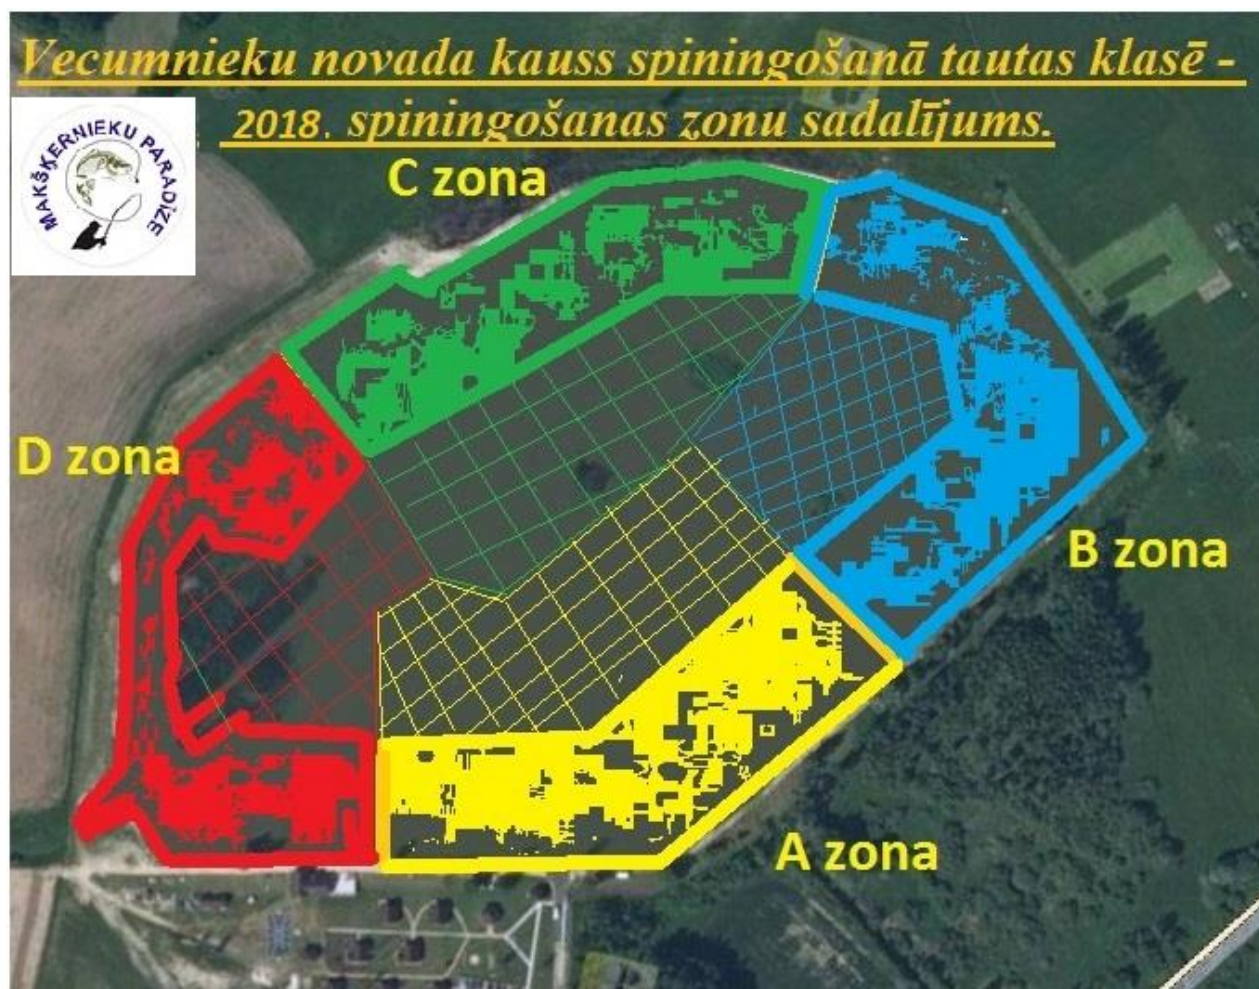 Vecumnieku novada kauss spiningošanā tautas klasē -
2018. spiningošanas zonu sadalījums.
MAKŠĶERNIEKU PARADĪZE
C zona
D zona
B zona
A zona